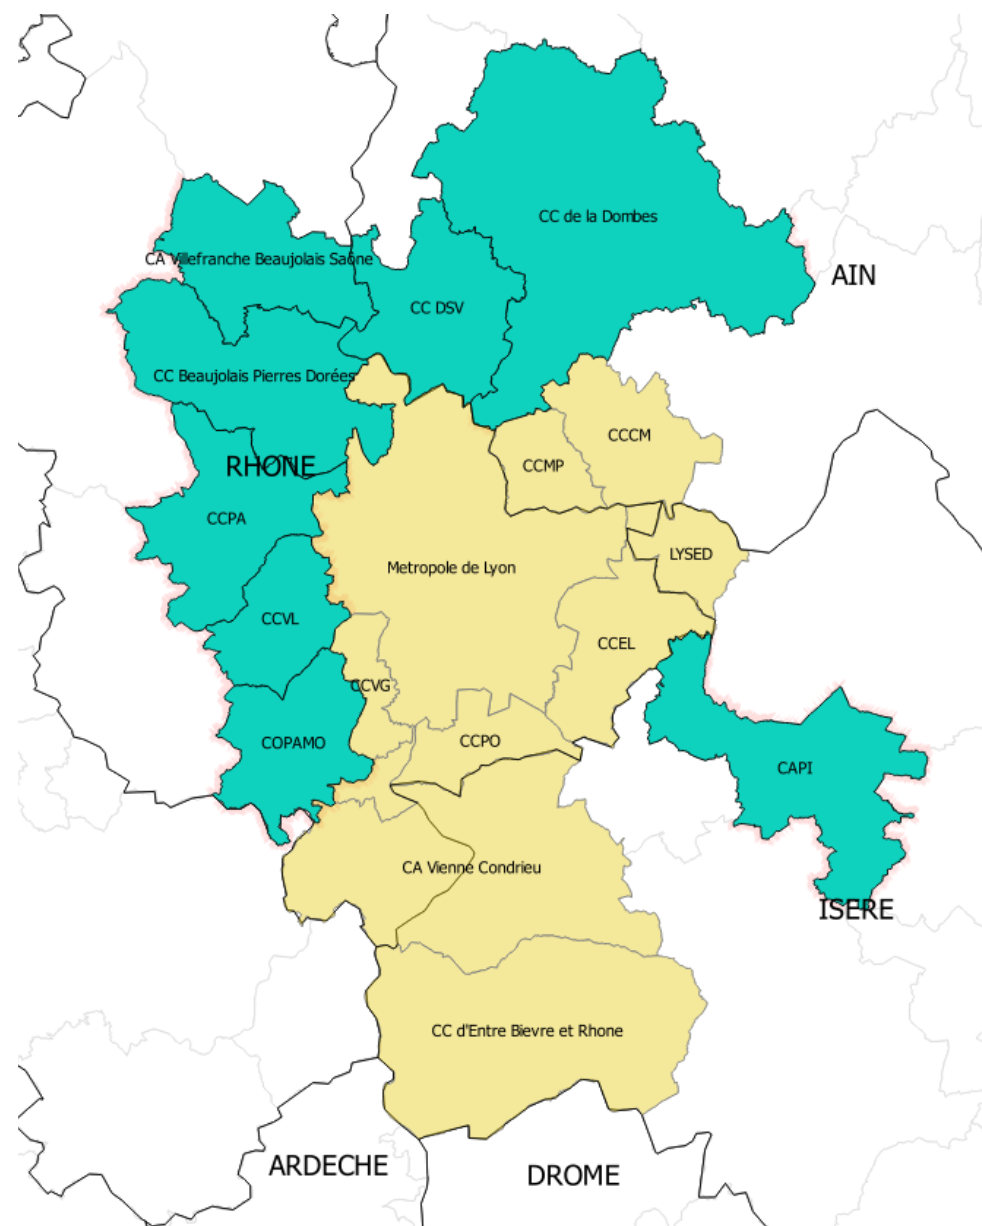 CC de la Dombes
CA Villefranche Beaujolais Saône
AIN
CC DSV
CC Beaujolais Pierres Dorées
CCCM
RHONE
CCMP
CCPA
LYSED
Metropole de Lyon
CCVL
CCEL
CCVG
CCPO
COPAMO
CAPI
CA Vienne Condrieu
ISERE
CC d'Entre Bievre et Rhone
ARDECHE
DROME